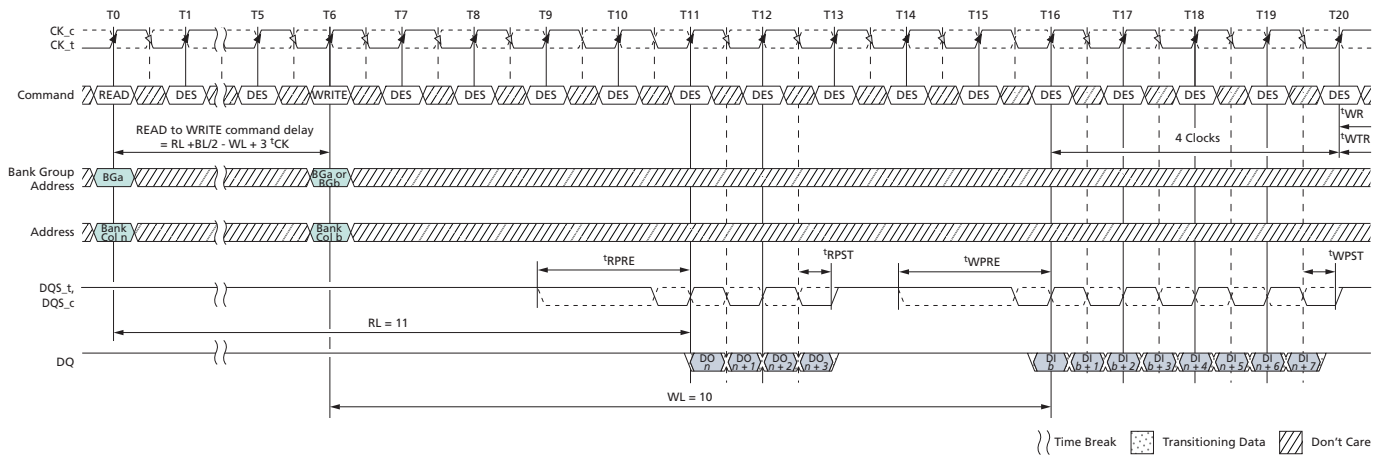 T0 T1 T5 T6 T7 T8 T9 T10 T11 T12 T13 T14 T15 T16 T17 T18 T19 T20
CK_c
CK_t
Command READ DES DES WRITE DES DES DES DES DES DES DES DES DES DES DES DES DES DES
tWR
READ to WRITE command delay
= RL +BL/2 - WL + 3 tCK
4 Clocks
tWTR
Bank Group
Address
BGa
BGa or
BGb
Address
Bank
Col n
Bank
Col b
tRPRE tRPST tWPRE tWPST
DQS_t,
DQS_c
RL = 11
DQ
DO
n
DO
n + 1
DO
n + 2
DO
n + 3
DI
b
DI
b + 1
DI
b + 2
DI
b + 3
DI
n + 4
DI
n + 5
DI
n + 6
DI
n + 7
WL = 10
Time Break Transitioning Data Don't Care